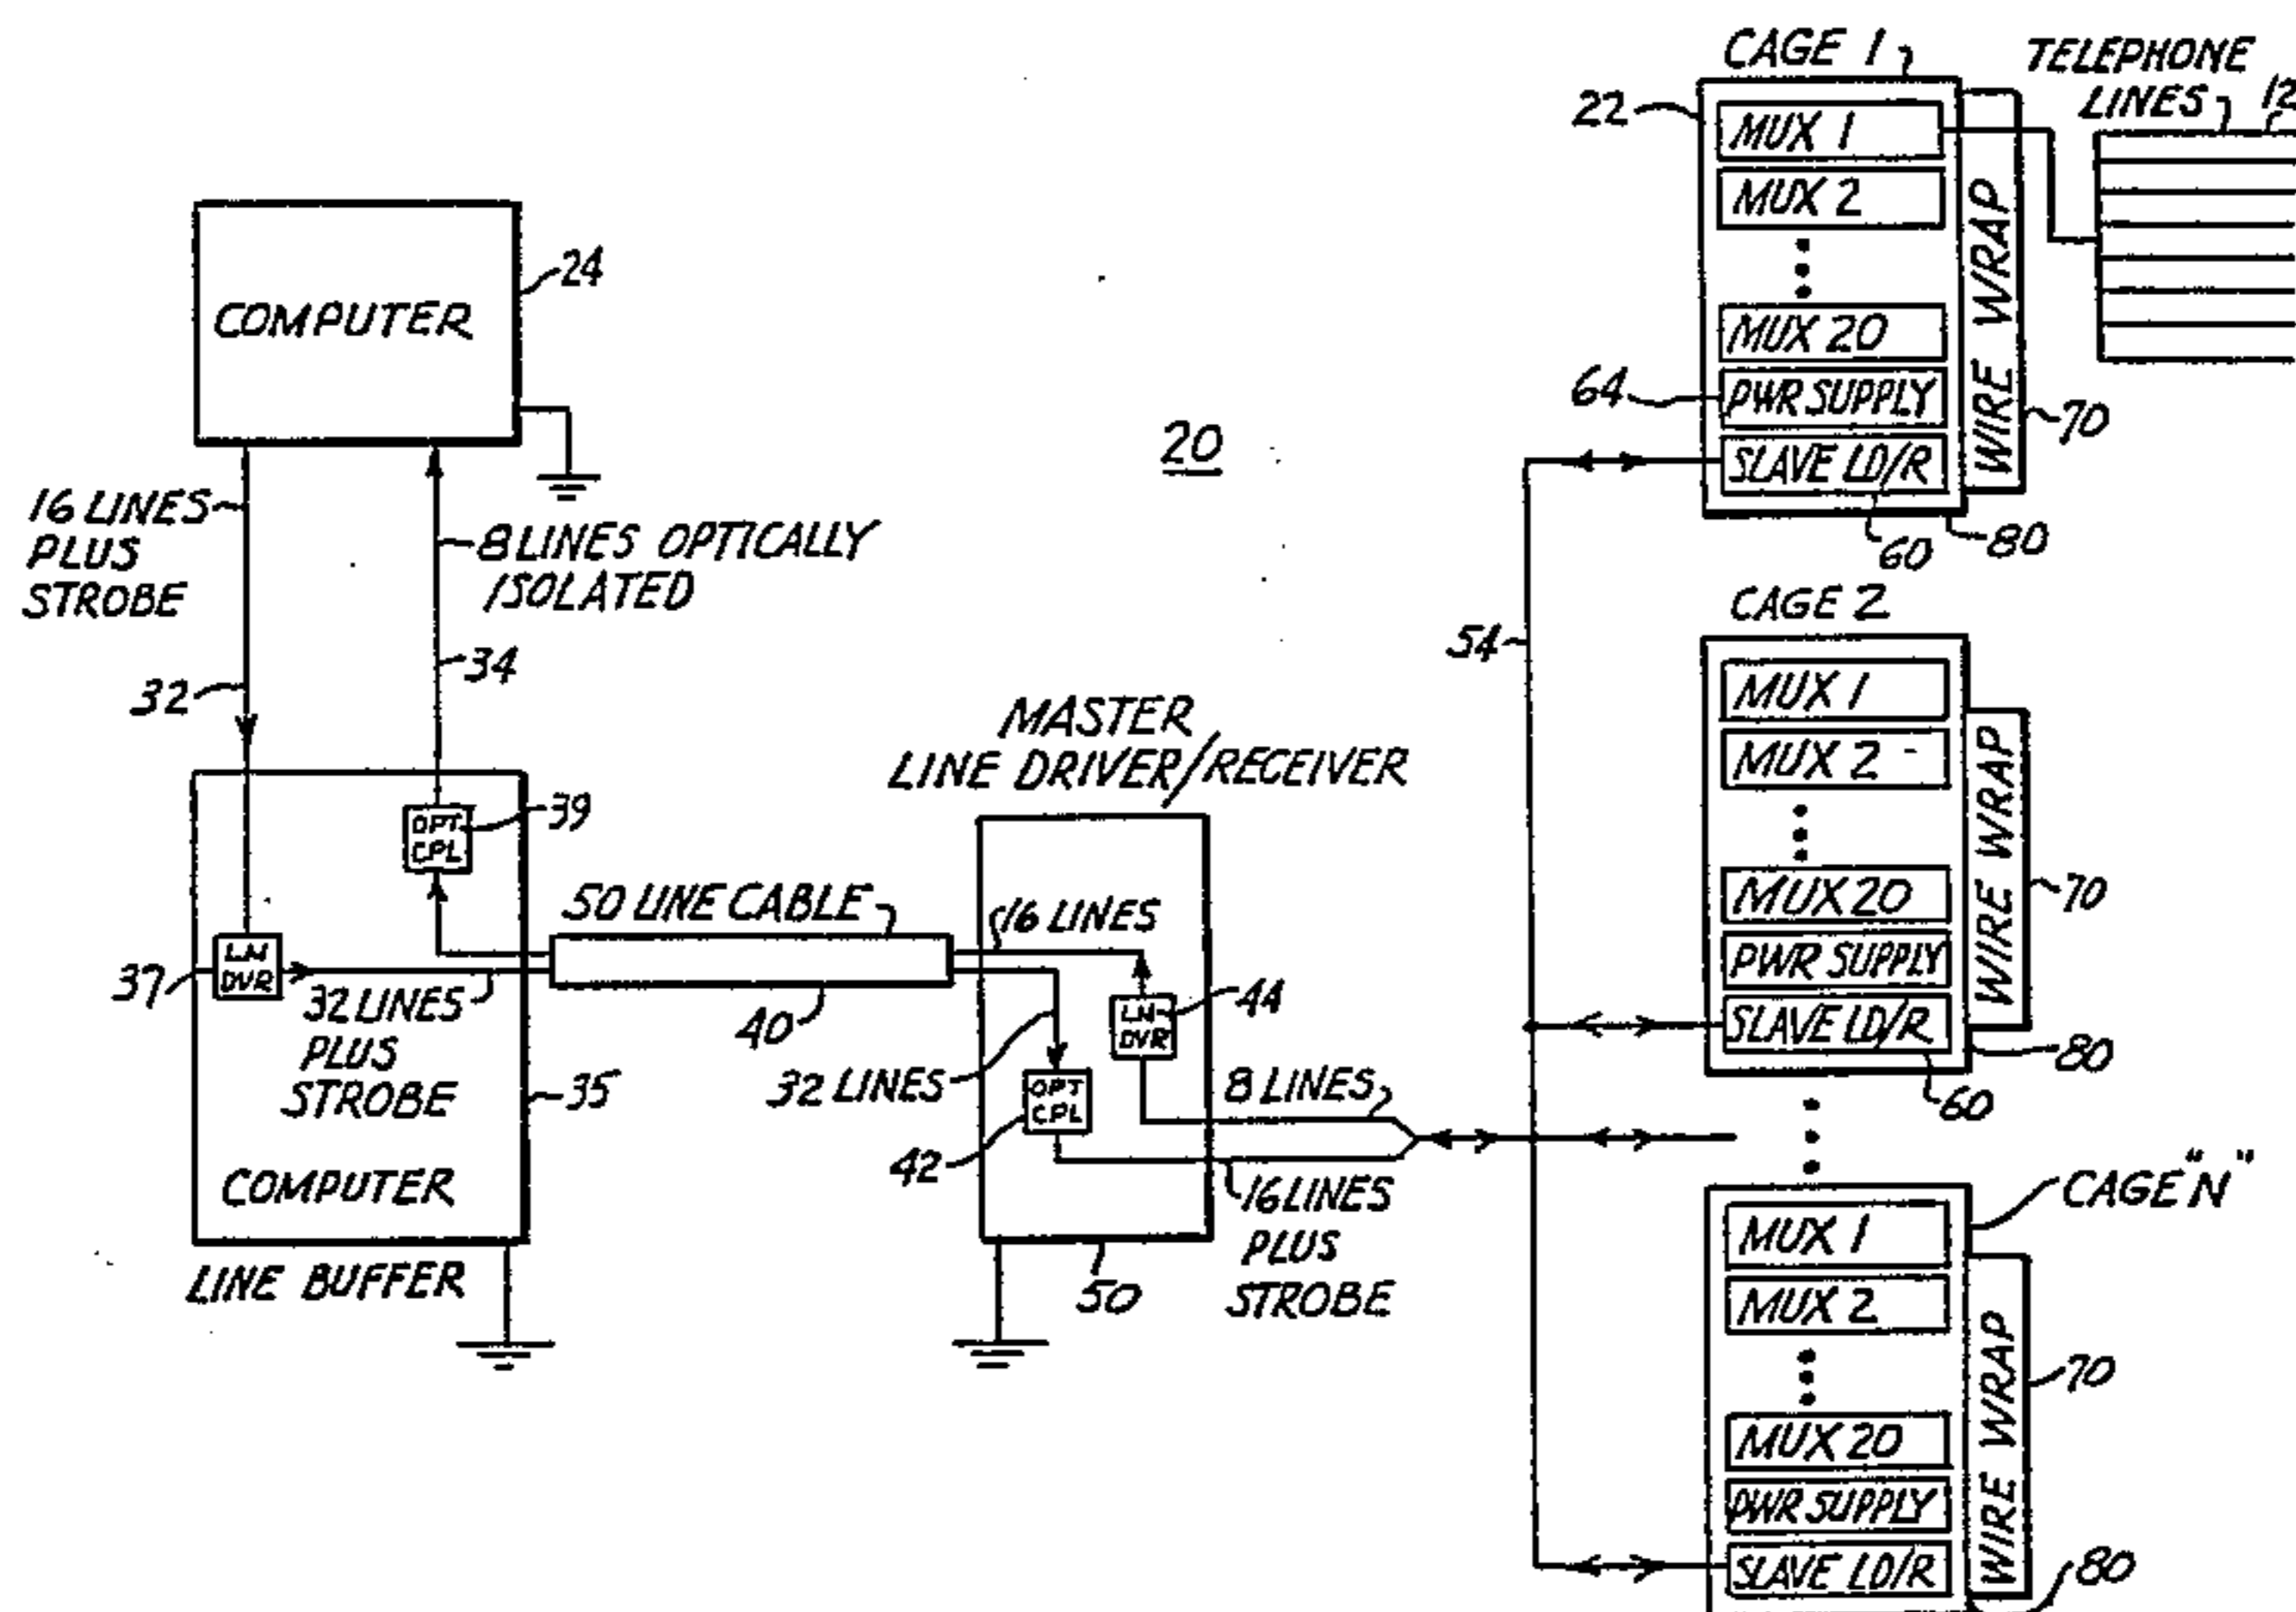 COMPUTER
24
16 LINES
PLUS
STROBE
8 LINES OPTICALLY
ISOLATED
32
34
OPT
CPL
39
LN
DVR
37
32 LINES
PLUS
STROBE
35
COMPUTER
LINE BUFFER
50 LINE CABLE
40
20
MASTER
LINE DRIVER/RECEIVER
16 LINES
LN
DVR
44
32 LINES
OPT
CPL
42
8 LINES
16 LINES
PLUS
STROBE
50
54
CAGE 1
22
MUX 1
MUX 2
MUX 20
64
PWR SUPPLY
SLAVE LD/R
WIRE WRAP
70
60
80
TELEPHONE
LINES
12
CAGE 2
MUX 1
MUX 2
MUX 20
PWR SUPPLY
SLAVE LD/R
WIRE WRAP
70
80
60
CAGE "N"
MUX 1
MUX 2
MUX 20
PWR SUPPLY
SLAVE LD/R
WIRE WRAP
70
80